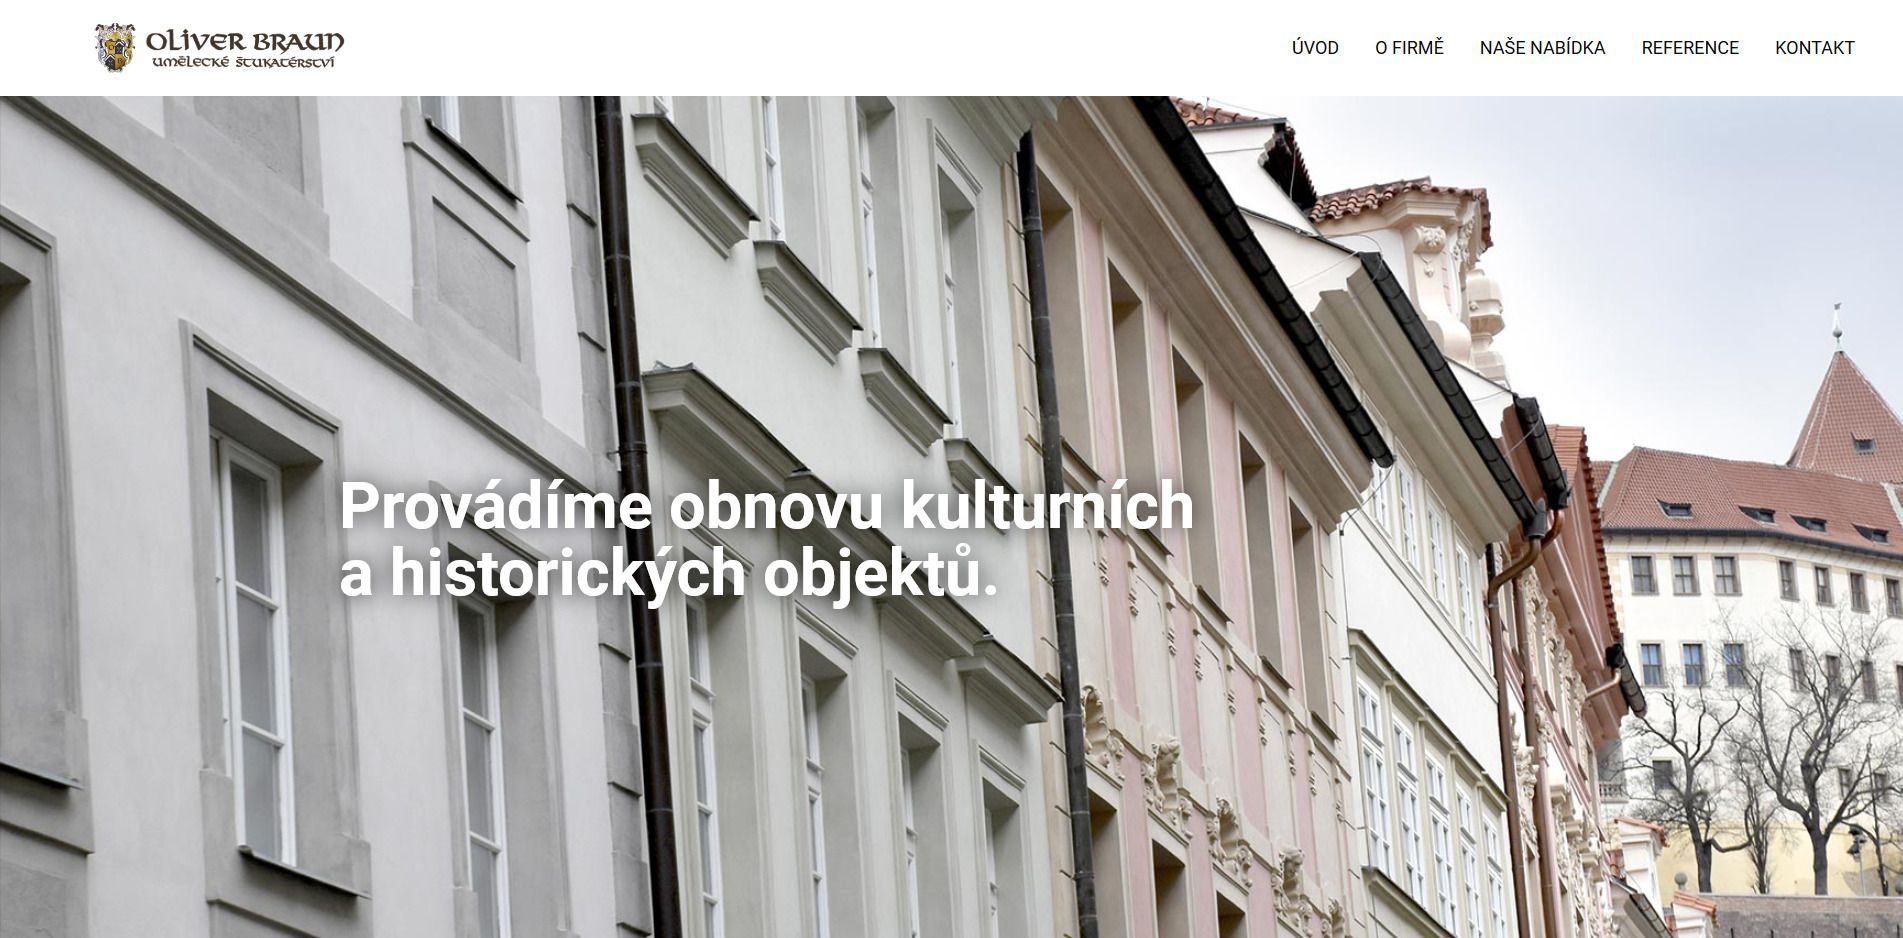 OLIVER BRAUN
UMĚLECKÉ ŠTUKATÉRSTVÍ
ÚVOD
O FIRMĚ
NAŠE NABÍDKA
REFERENCE
KONTAKT
Provádíme obnovu kulturních
a historických objektů.